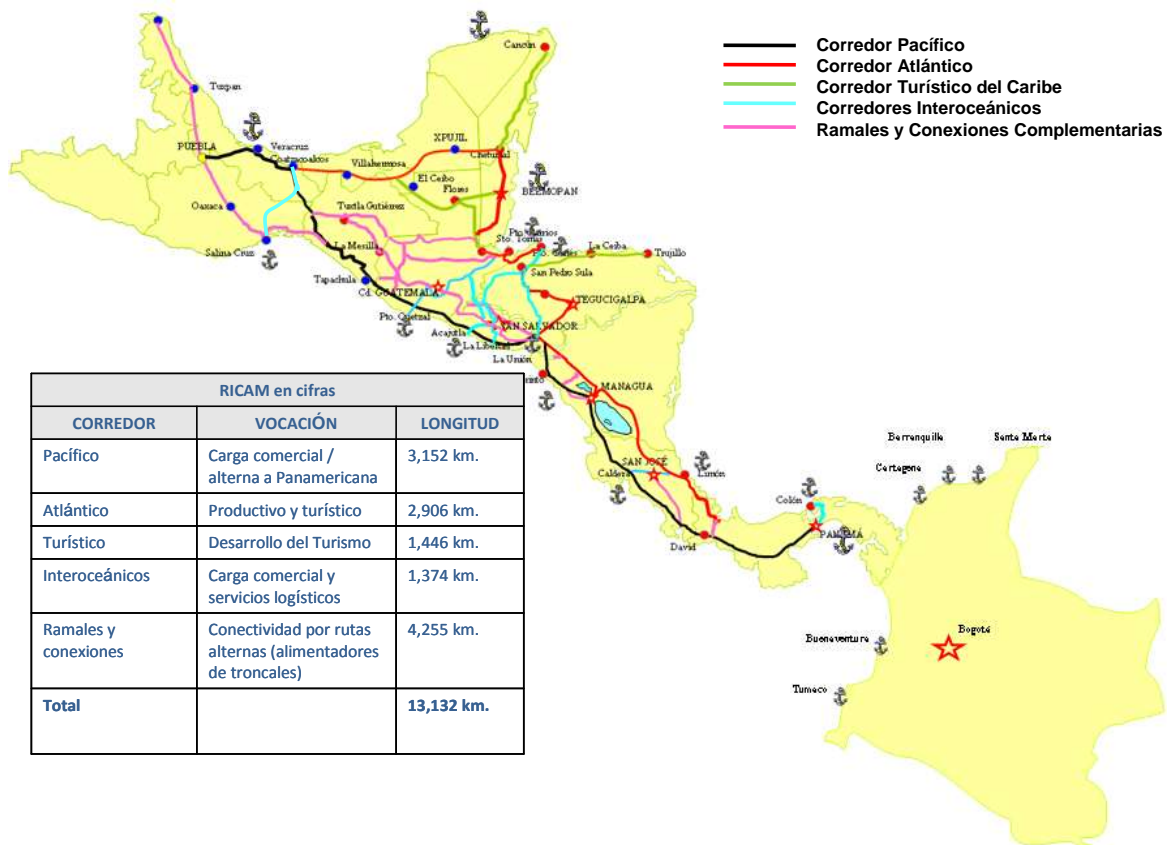 Corredor Pacífico
Corredor Atlántico
Corredor Turístico del Caribe
Corredores Interoceánicos
Ramales y Conexiones Complementarias
Cancún
Tuxpan
PUEBLA
Veracruz
Coatzacoalcos
Villahermosa
XPUJIL
Chetumal
El Ceibo
Flores
BELMOPAN
Oaxaca
Tuxtla Gutiérrez
Salina Cruz
La Mesilla
Sto. Tomás
La Ceiba
Trujillo
San Pedro Sula
Tapachula
Cd. GUATEMALA
TEGUCIGALPA
Pto. Quetzal
SAN SALVADOR
Acajutla
La Libertad
La Unión
MANAGUA
SAN JOSÉ
Caldera
Limón
Colón
PANAMÁ
David
Barranquilla
Santa Marta
Cartagena
Buenaventura
Bogotá
Tumaco
RICAM en cifras
CORREDOR VOCACIÓN LONGITUD
Pacífico Carga comercial / 3,152 km.
alterna a Panamericana
Atlántico Productivo y turístico 2,906 km.
Turístico Desarrollo del Turismo 1,446 km.
Interoceánicos Carga comercial y 1,374 km.
servicios logísticos
Ramales y Conectividad por rutas 4,255 km.
conexiones alternas (alimentadores
de troncales)
Total 13,132 km.